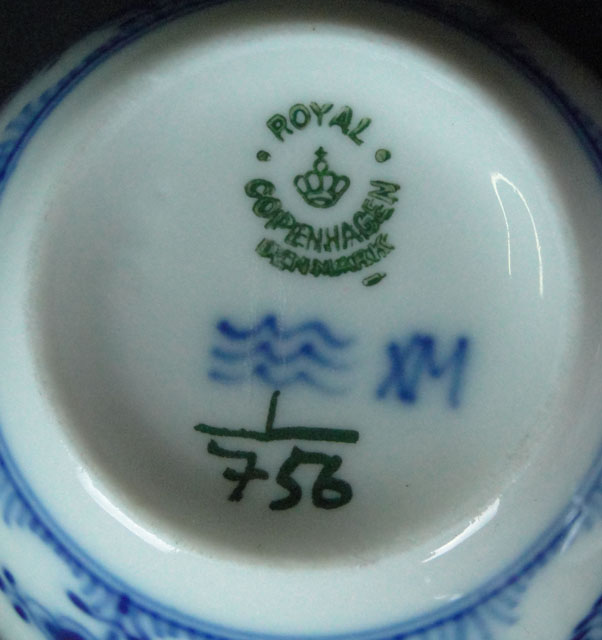 ROYAL
COPENHAGEN
DENMARK
XM
1
756